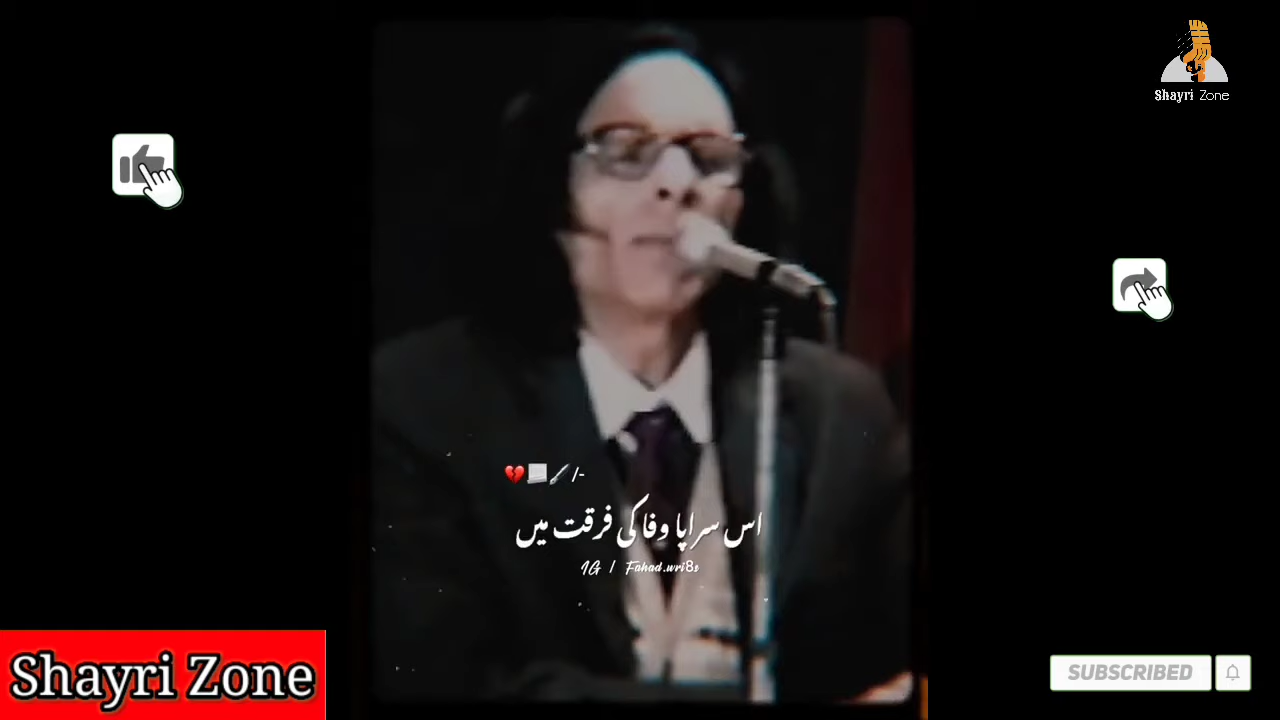 Shayri Zone
/-
اس سراپا وفا کی فرقت میں
IG / Fahad.wri8s
Shayri Zone
SUBSCRIBED